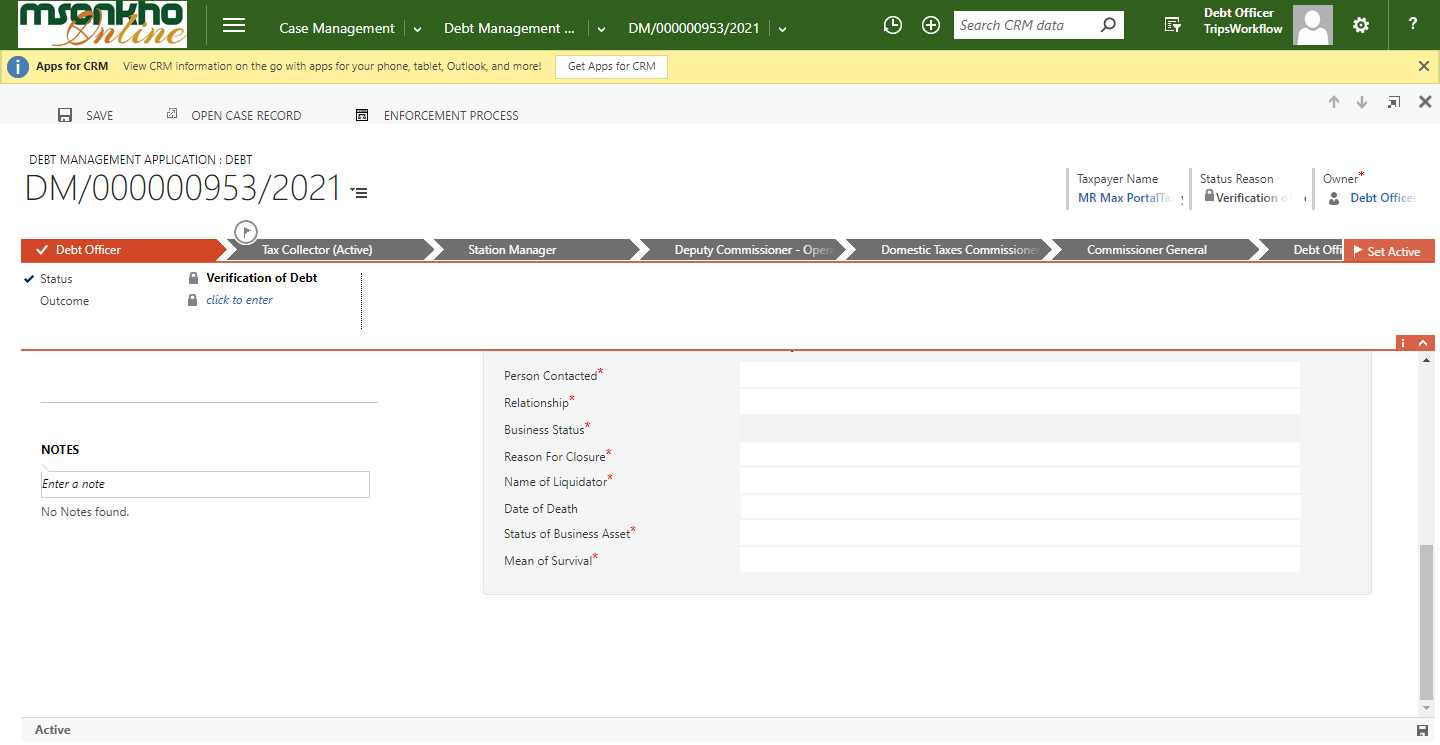 msonkho
Online
Case Management
Debt Management ...
DM/000000953/2021
Search CRM data
Debt Officer
TripsWorkflow
?
i
Apps for CRM
View CRM information on the go with apps for your phone, tablet, Outlook, and more!
Get Apps for CRM
SAVE
OPEN CASE RECORD
ENFORCEMENT PROCESS
DEBT MANAGEMENT APPLICATION : DEBT
DM/000000953/2021
Taxpayer Name
MR Max PortalTa
Status Reason
Verification o
Owner*
Debt Officer
Debt Officer
Tax Collector (Active)
Station Manager
Deputy Commissioner - Oper
Domestic Taxes Commissioner
Commissioner General
Debt Offi
Set Active
Status
Verification of Debt
Outcome
click to enter
i
Person Contacted*
Relationship*
Business Status*
Reason For Closure*
Name of Liquidator*
Date of Death
Status of Business Asset*
Mean of Survival*
NOTES
Enter a note
No Notes found.
Active